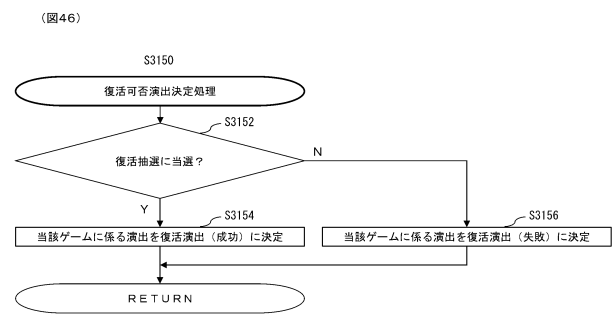 （図４６）
S3150
復活可否演出決定処理
S3152
復活抽選に当選？
N
Y
S3154
S3156
当該ゲームに係る演出を復活演出（成功）に決定
当該ゲームに係る演出を復活演出（失敗）に決定
ＲＥＴＵＲＮ